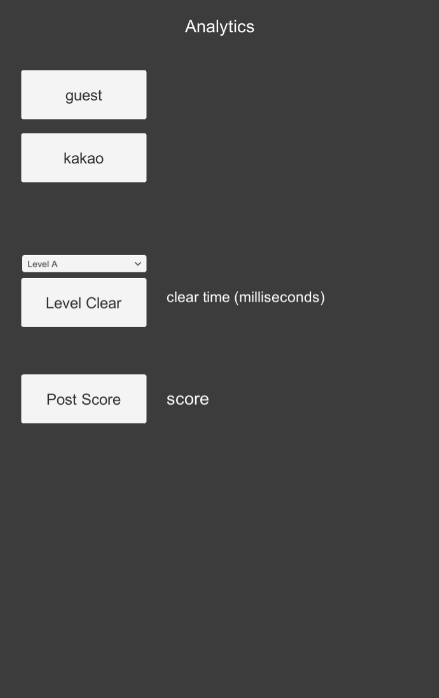 Analytics
guest
kakao
Level A
Level Clear
clear time (milliseconds)
Post Score
score